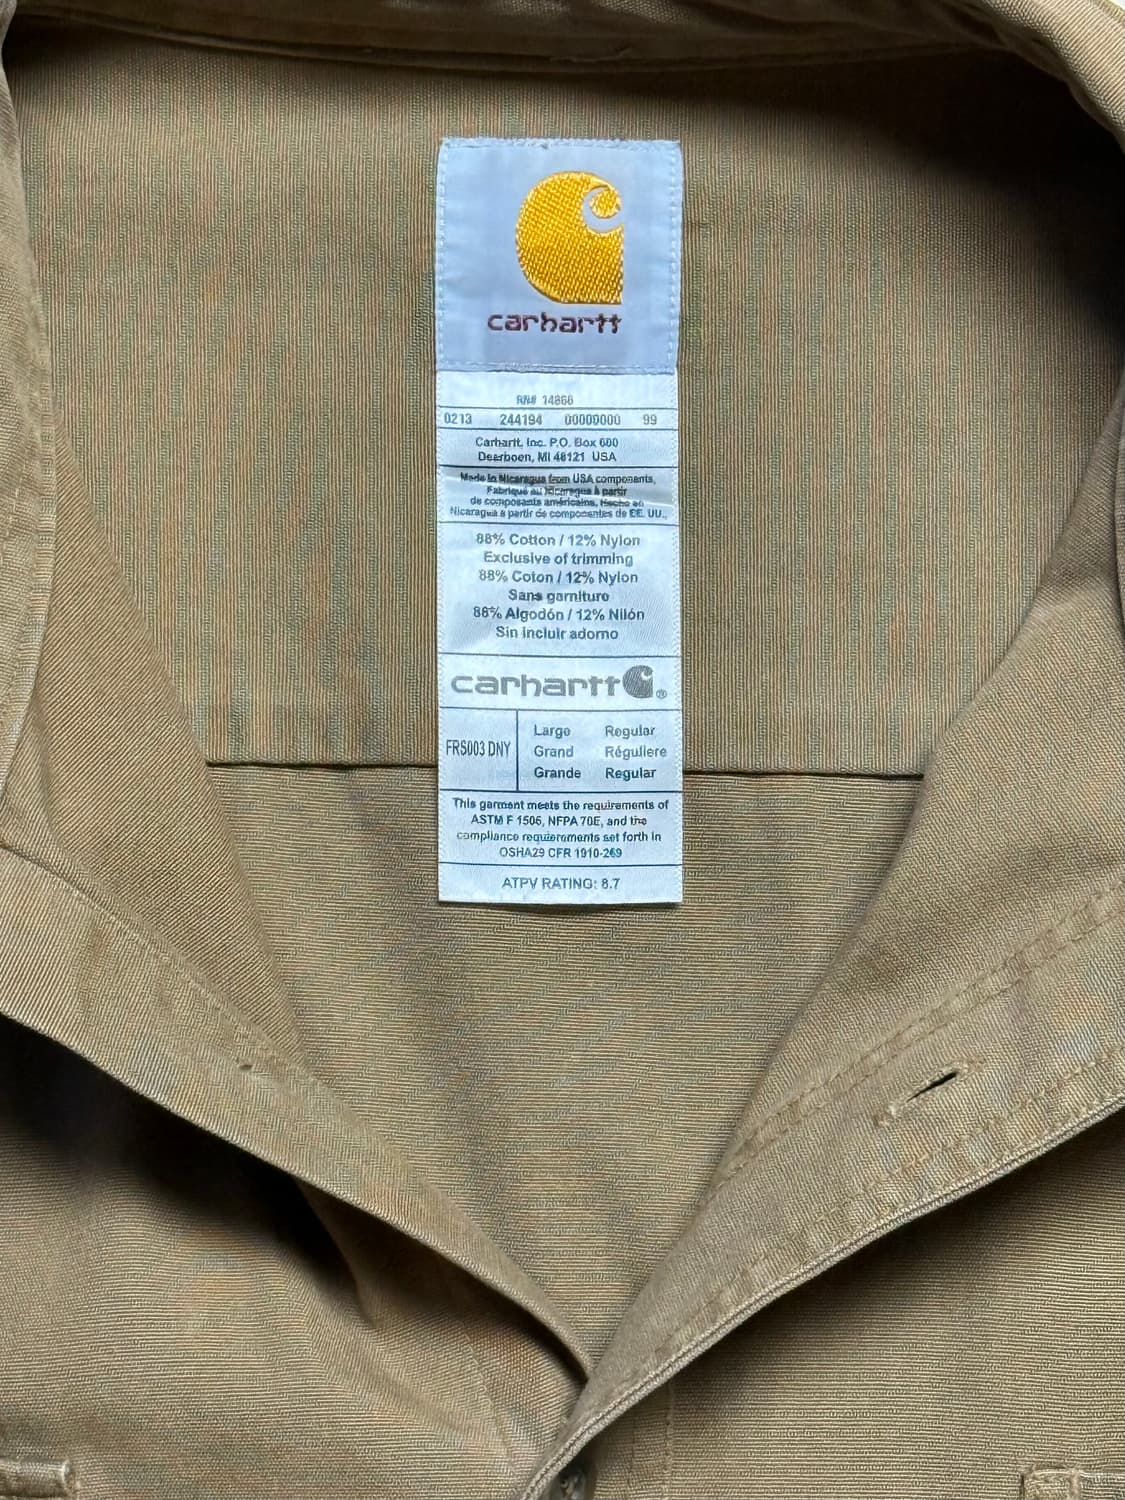 carhartt
RN# 14866
0213 244194 00000000 99
Carhartt, Inc. P.O. Box 600
Dearborn, MI 48121 USA
Made in Nicaragua from USA components,
Fabriqué au Nicaragua à partir
de composants américains, Hecho en
Nicaragua a partir de componentes de EE. UU.,
88% Cotton / 12% Nylon
Exclusive of trimming
88% Coton / 12% Nylon
Sans garniture
88% Algodón / 12% Nilón
Sin incluir adorno
carhartt ®
FRS003 DNY
Large Regular
Grand Réguliere
Grande Regular
This garment meets the requirements of
ASTM F 1506, NFPA 70E, and the
compliance requirements set forth in
OSHA29 CFR 1910-269
ATPV RATING: 8.7